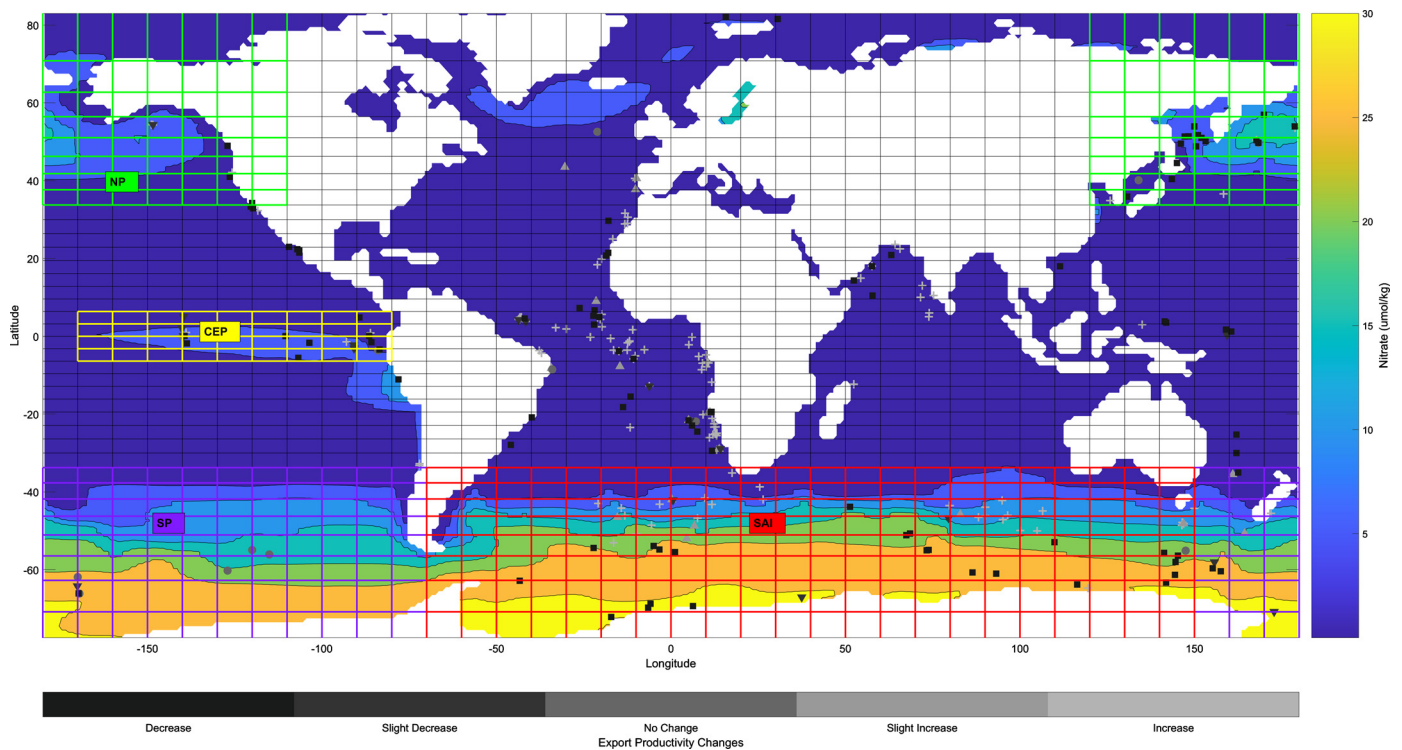 80
60
40
20
0
-20
-40
-60
Latitude
NP
CEP
SP
SAI
-150
-100
-50
0
50
100
150
Longitude
30
25
20
15
10
5
Nitrate (umol/kg)
Decrease
Slight Decrease
No Change
Slight Increase
Increase
Export Productivity Changes